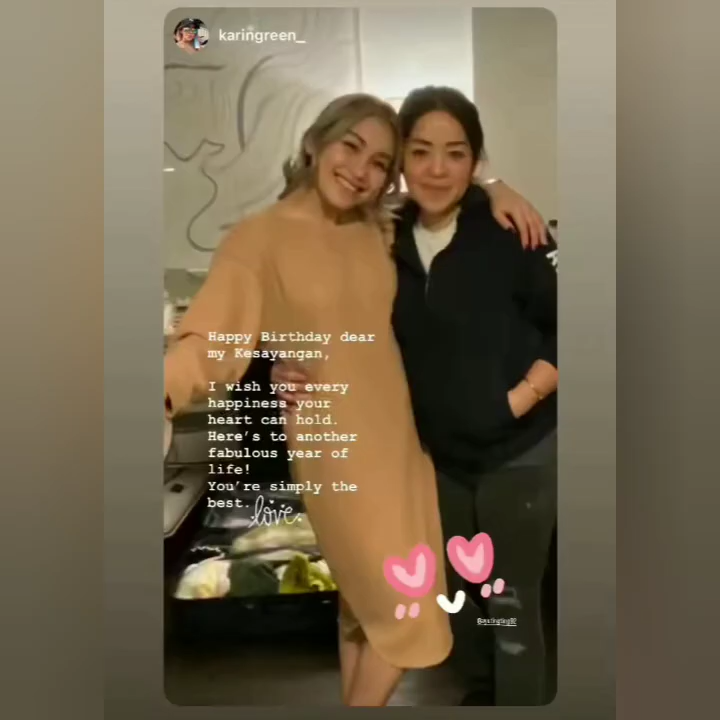 karingreen_
Happy Birthday dear
my Kesayangan,
I wish you every
happiness your
heart can hold.
Here's to another
fabulous year of
life!
You're simply the
best.
love